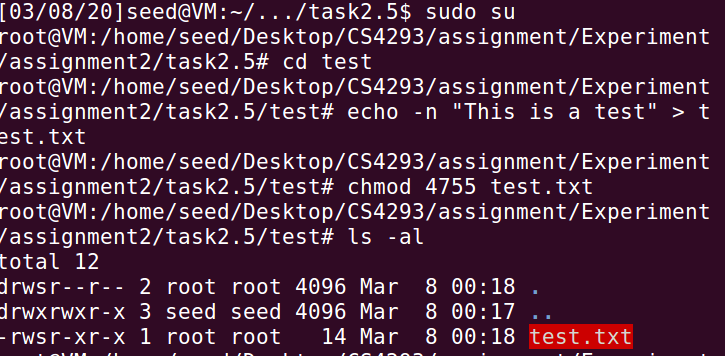 [03/08/20]seed@VM:~/.../task2.5$ sudo su
root@VM:/home/seed/Desktop/CS4293/assignment/Experiment
/assignment2/task2.5# cd test
root@VM:/home/seed/Desktop/CS4293/assignment/Experiment
/assignment2/task2.5/test# echo -n "This is a test" > t
est.txt
root@VM:/home/seed/Desktop/CS4293/assignment/Experiment
/assignment2/task2.5/test# chmod 4755 test.txt
root@VM:/home/seed/Desktop/CS4293/assignment/Experiment
/assignment2/task2.5/test# ls -al
total 12
drwsr--r-- 2 root root 4096 Mar  8 00:18 .
drwxrwxr-x 3 seed seed 4096 Mar  8 00:17 ..
-rwsr-xr-x 1 root root   14 Mar  8 00:18 test.txt